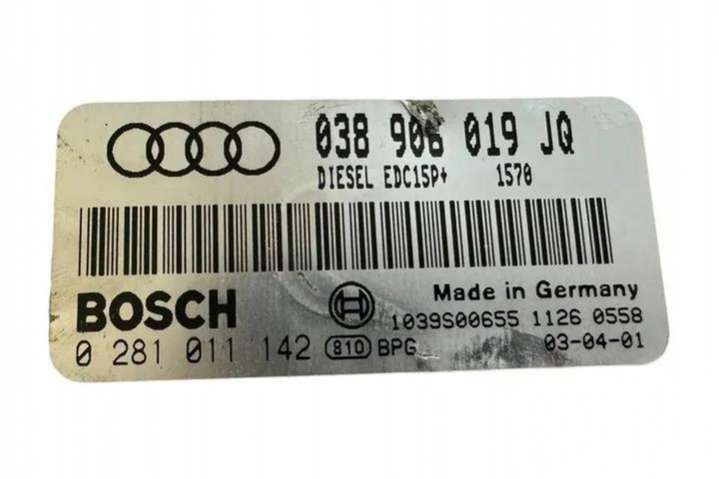 038 906 019 JQ
DIESEL EDC15P+ 1570
BOSCH
Made in Germany
1039S00655 1126 0558
0 281 011 142 810 BPG 03-04-01